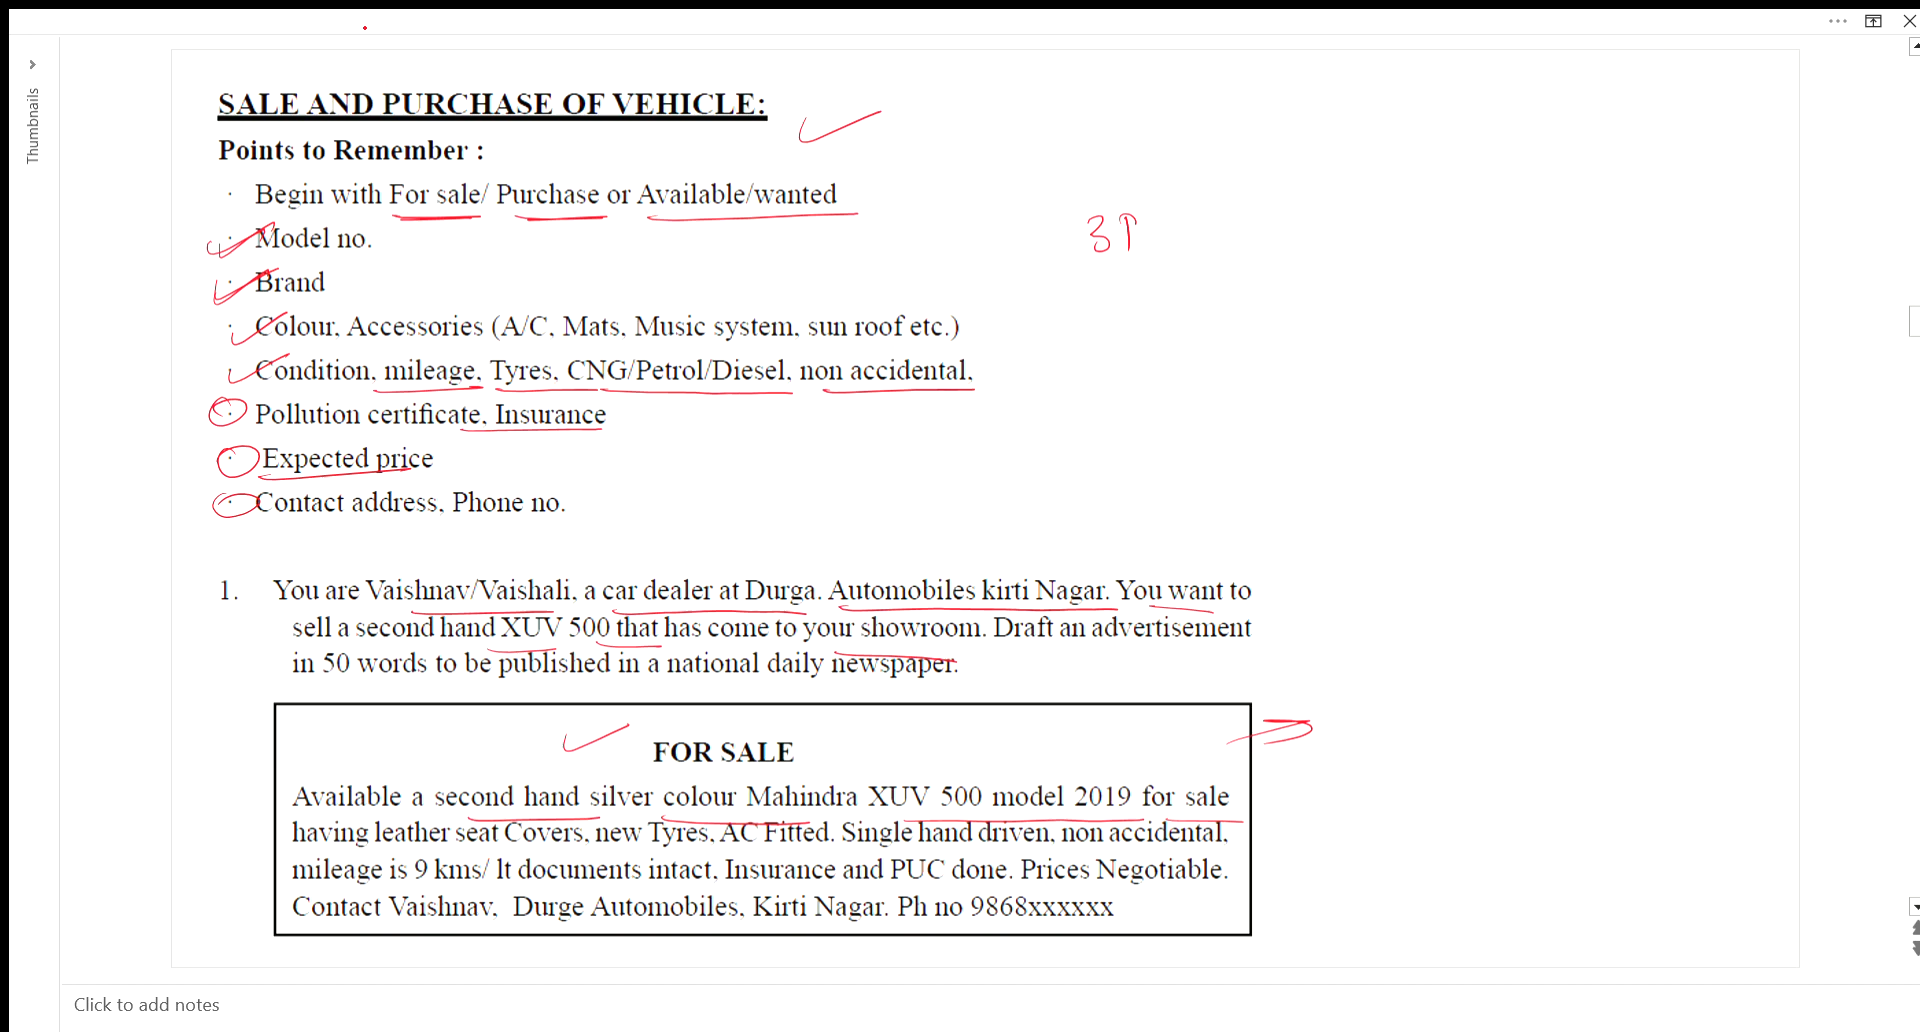 Thumbnails
SALE AND PURCHASE OF VEHICLE:
Points to Remember :
· Begin with For sale/ Purchase or Available/wanted
· Model no.
· Brand
· Colour, Accessories (A/C, Mats, Music system, sun roof etc.)
· Condition, mileage, Tyres, CNG/Petrol/Diesel, non accidental,
· Pollution certificate, Insurance
· Expected price
· Contact address, Phone no.
1. You are Vaishnav/Vaishali, a car dealer at Durga. Automobiles kirti Nagar. You want to
sell a second hand XUV 500 that has come to your showroom. Draft an advertisement
in 50 words to be published in a national daily newspaper.
FOR SALE
Available a second hand silver colour Mahindra XUV 500 model 2019 for sale
having leather seat Covers, new Tyres, AC Fitted. Single hand driven, non accidental,
mileage is 9 kms/ lt documents intact, Insurance and PUC done. Prices Negotiable.
Contact Vaishnav, Durge Automobiles, Kirti Nagar. Ph no 9868xxxxxx
Click to add notes